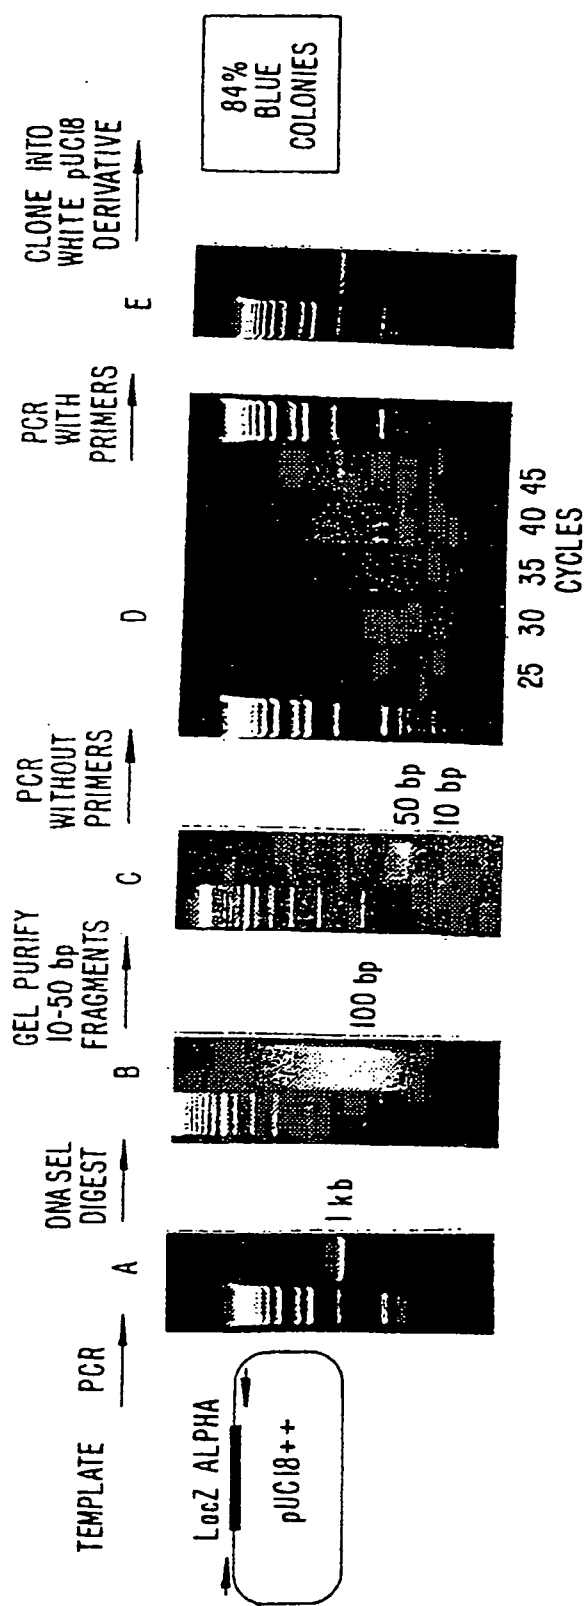 TEMPLATE
PCR
LacZ ALPHA
pUC18++
A
1 kb
DNASEL
DIGEST
B
100 bp
GEL PURIFY
10-50 bp
FRAGMENTS
C
50 bp
10 bp
PCR
WITHOUT
PRIMERS
D
25 30 35 40 45
CYCLES
PCR
WITH
PRIMERS
E
CLONE INTO
WHITE pUC18
DERIVATIVE
84%
BLUE
COLONIES